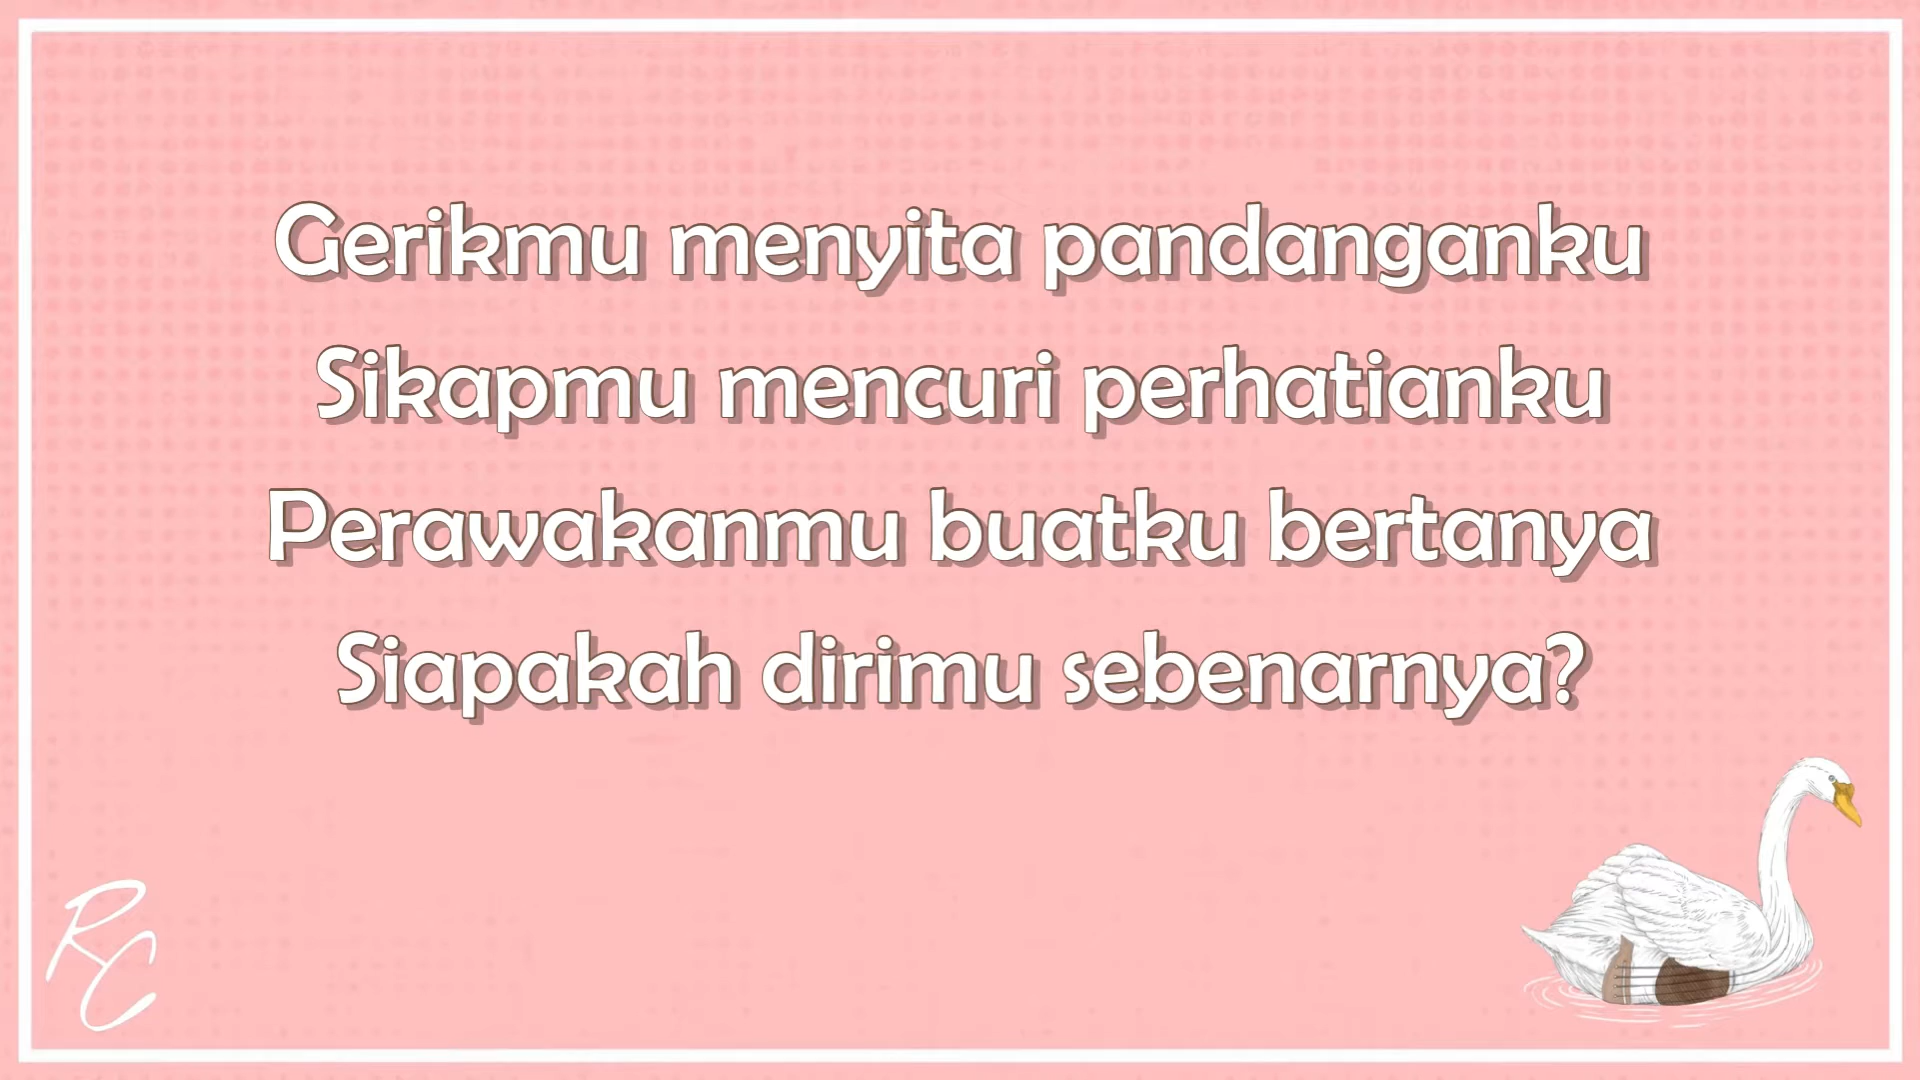 Gerikmu menyita pandanganku
Sikapmu mencuri perhatianku
Perawakanmu buatku bertanya
Siapakah dirimu sebenarnya?
RC